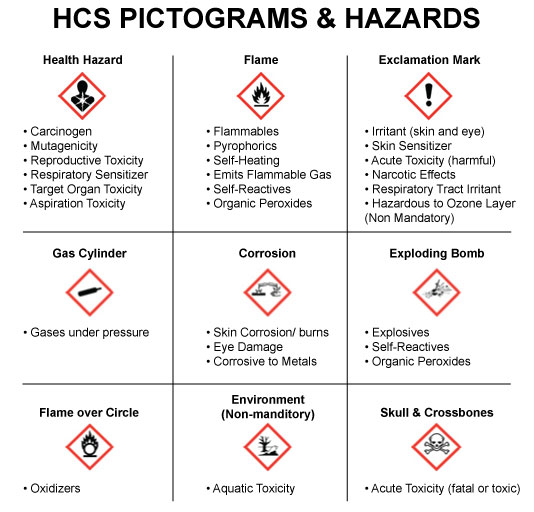 HCS PICTOGRAMS & HAZARDS
Health Hazard
• Carcinogen
• Mutagenicity
• Reproductive Toxicity
• Respiratory Sensitizer
• Target Organ Toxicity
• Aspiration Toxicity
Flame
• Flammables
• Pyrophorics
• Self-Heating
• Emits Flammable Gas
• Self-Reactives
• Organic Peroxides
Exclamation Mark
• Irritant (skin and eye)
• Skin Sensitizer
• Acute Toxicity (harmful)
• Narcotic Effects
• Respiratory Tract Irritant
• Hazardous to Ozone Layer
(Non Mandatory)
Gas Cylinder
• Gases under pressure
Corrosion
• Skin Corrosion/ burns
• Eye Damage
• Corrosive to Metals
Exploding Bomb
• Explosives
• Self-Reactives
• Organic Peroxides
Flame over Circle
• Oxidizers
Environment
(Non-manditory)
• Aquatic Toxicity
Skull & Crossbones
• Acute Toxicity (fatal or toxic)